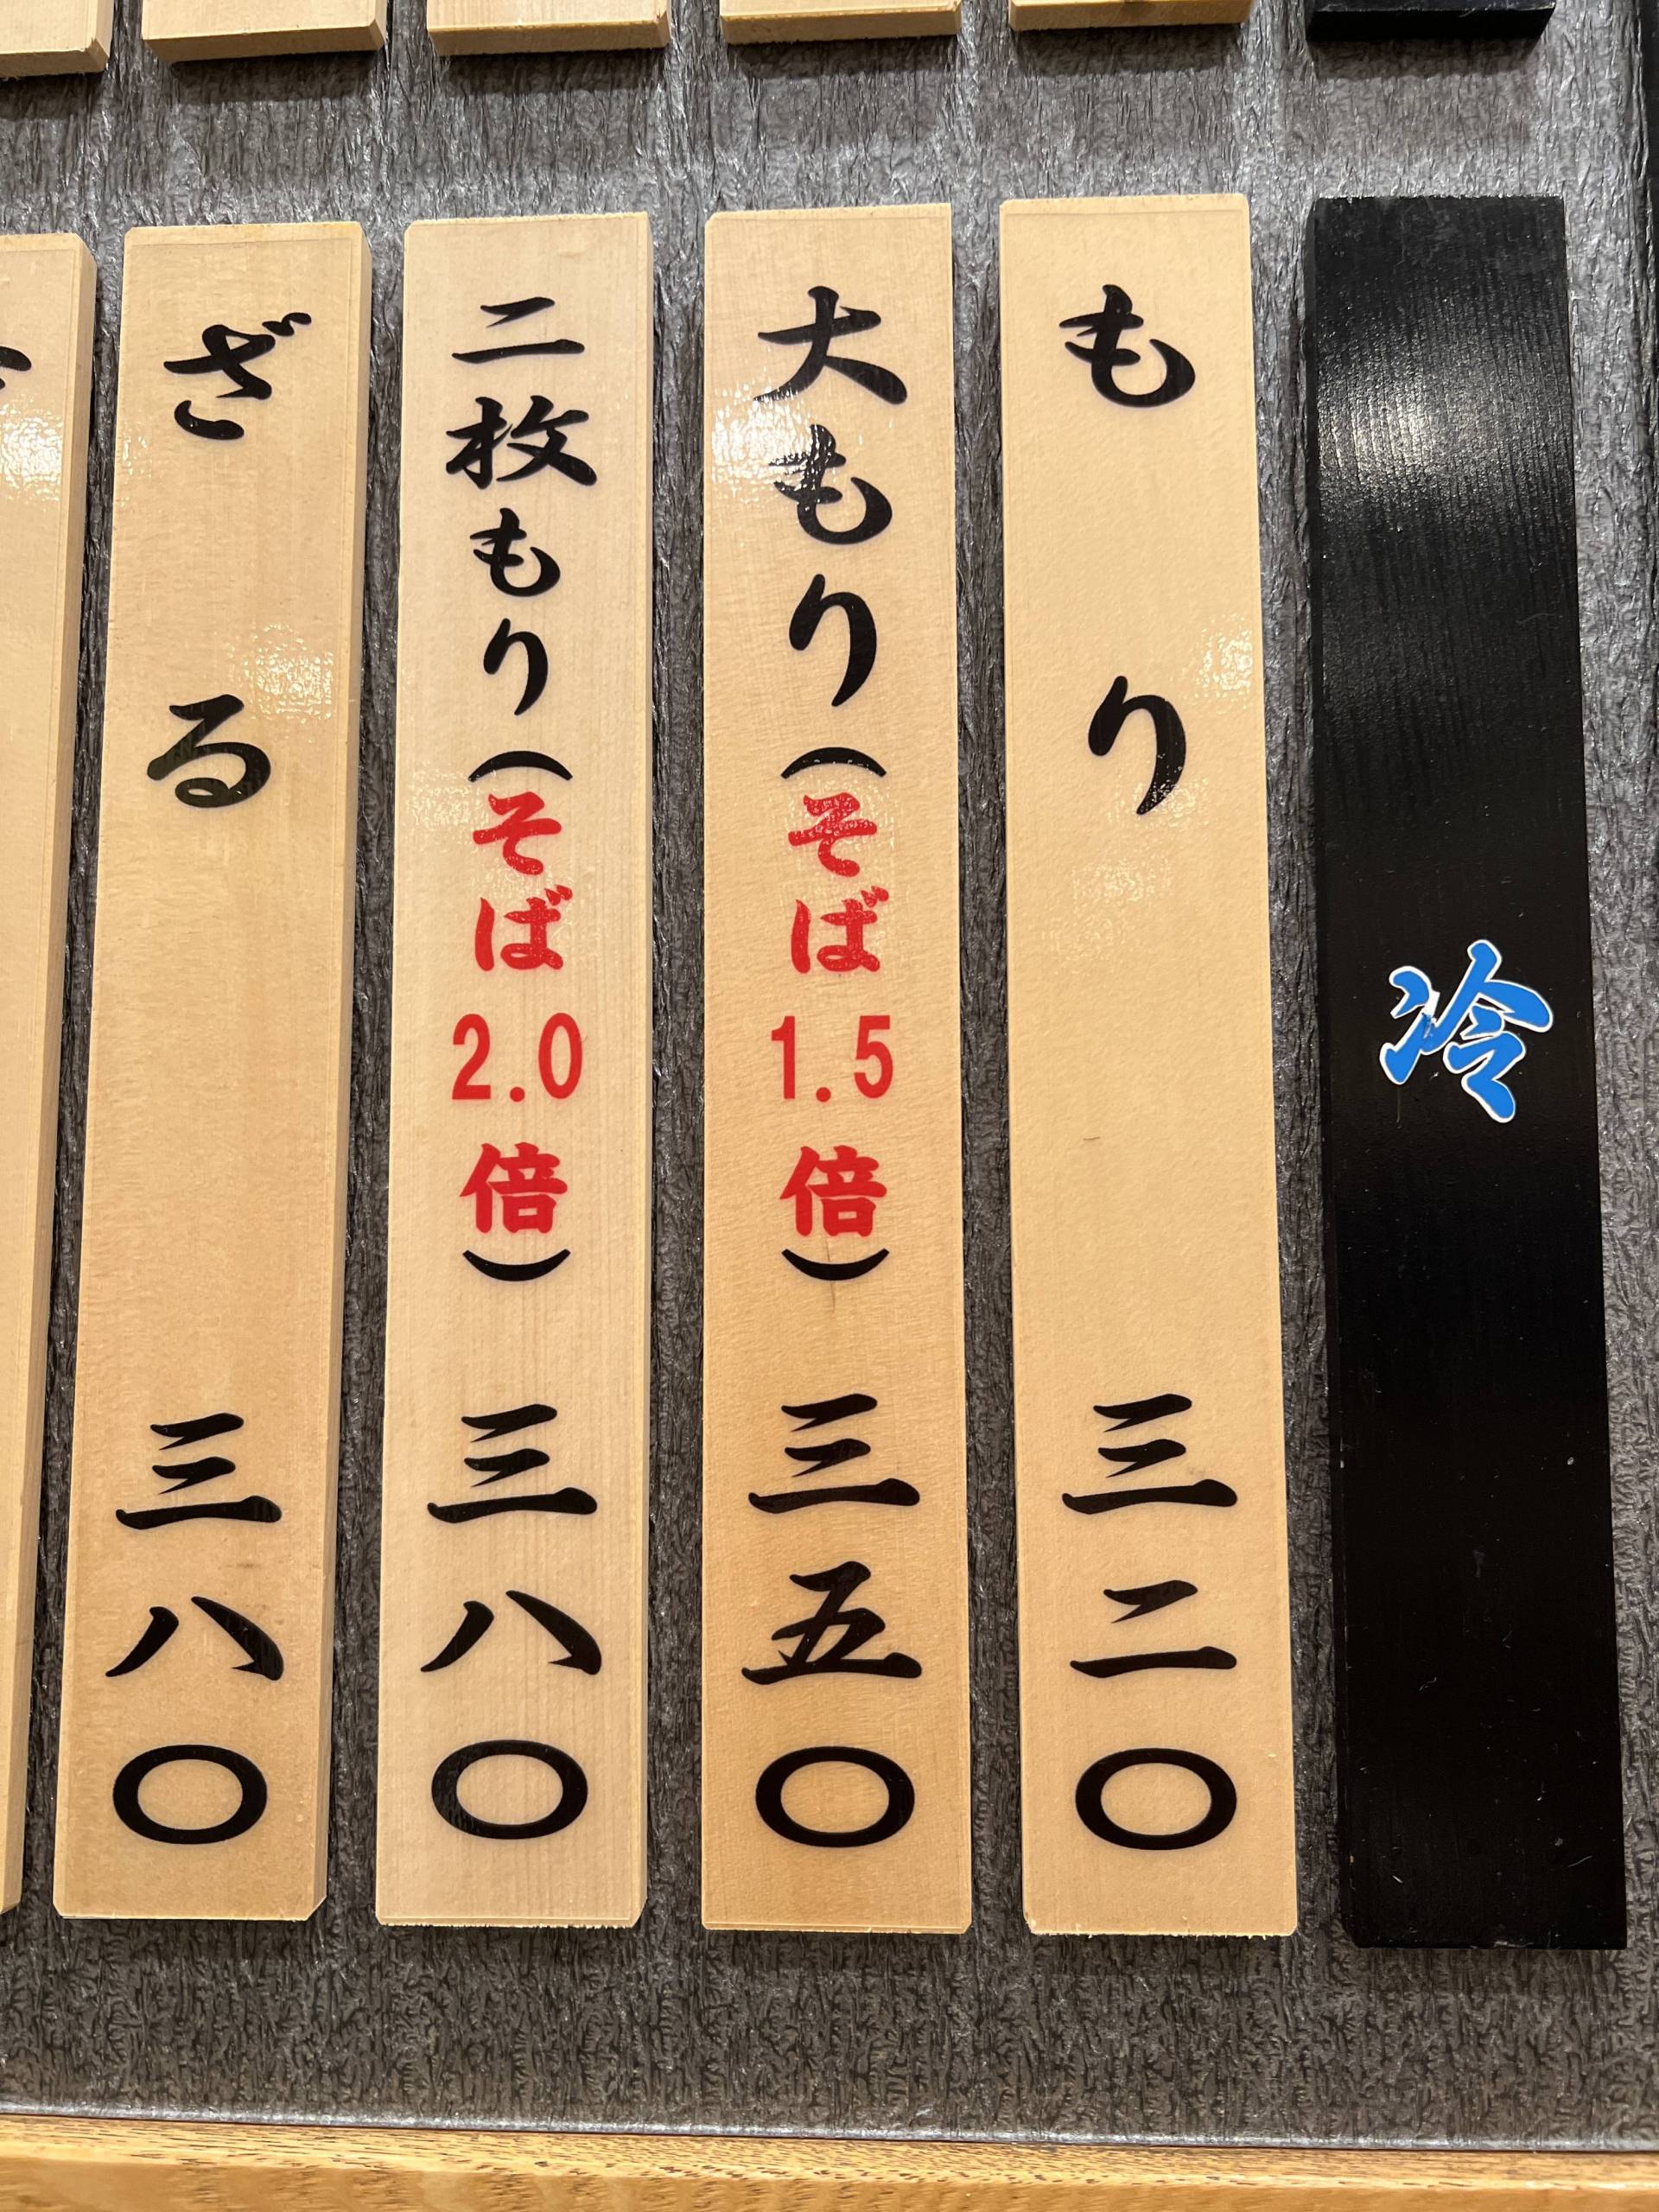 冷
もり 三二〇
大もり(そば1.5倍) 三五〇
二枚もり(そば2.0倍) 三八〇
ざる 三八〇